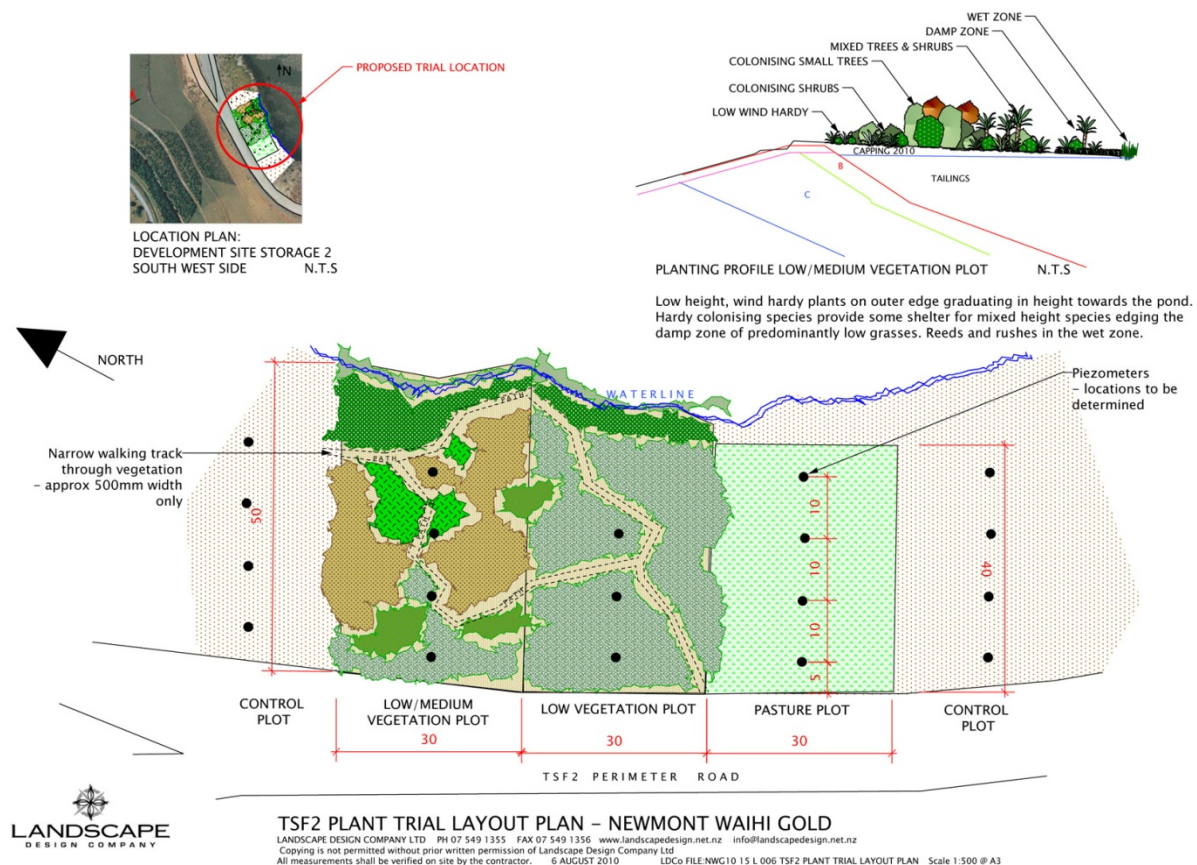 WET ZONE
DAMP ZONE
MIXED TREES & SHRUBS
COLONISING SMALL TREES
COLONISING SHRUBS
LOW WIND HARDY
CAPPING 2010
B
TAILINGS
C
N
PROPOSED TRIAL LOCATION
LOCATION PLAN:
DEVELOPMENT SITE STORAGE 2
SOUTH WEST SIDE N.T.S
PLANTING PROFILE LOW/MEDIUM VEGETATION PLOT N.T.S
Low height, wind hardy plants on outer edge graduating in height towards the pond.
Hardy colonising species provide some shelter for mixed height species edging the
damp zone of predominantly low grasses. Reeds and rushes in the wet zone.
NORTH
WATERLINE
Piezometers
- locations to be
determined
Narrow walking track
through vegetation
- approx 500mm width
only
PATH
PATH
50
10
10
10
5
40
CONTROL
PLOT
LOW/MEDIUM
VEGETATION PLOT
LOW VEGETATION PLOT
PASTURE PLOT
CONTROL
PLOT
30
30
30
TSF2 PERIMETER ROAD
LANDSCAPE
DESIGN COMPANY
TSF2 PLANT TRIAL LAYOUT PLAN - NEWMONT WAIHI GOLD
LANDSCAPE DESIGN COMPANY LTD PH 07 549 1355 FAX 07 549 1356 www.landscapedesign.net.nz info@landscapedesign.net.nz
Copying is not permitted without prior written permission of Landscape Design Company Ltd
All measurements shall be verified on site by the contractor. 6 AUGUST 2010 LDCo FILE:NWG10 15 L 006 TSF2 PLANT TRIAL LAYOUT PLAN Scale 1:500 @ A3